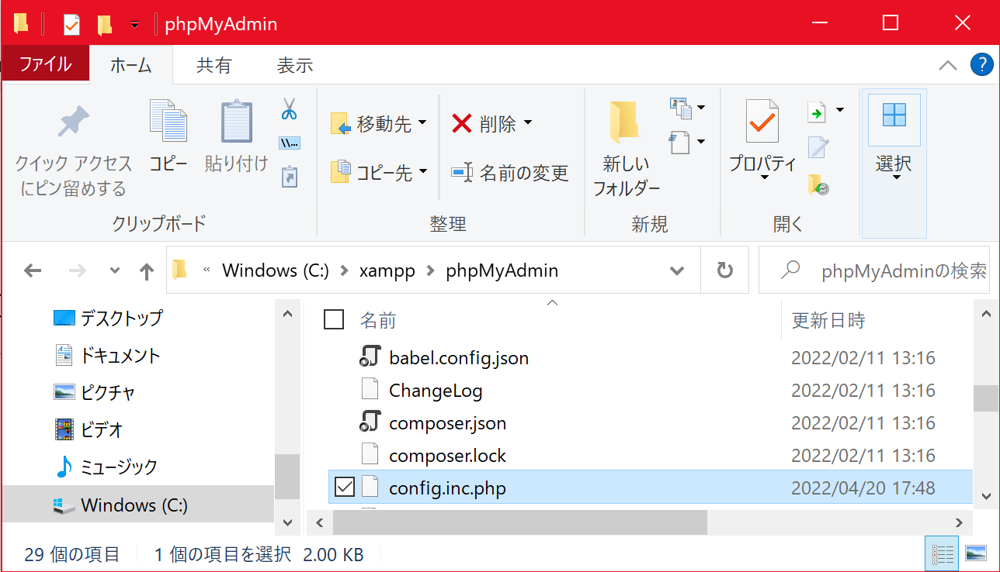 phpMyAdmin
ファイル ホーム 共有 表示 ?
クイック アクセス
にピン留めする
コピー
貼り付け
クリップボード
移動先
コピー先
削除
名前の変更
整理
新しい
フォルダー
新規
プロパティ
開く
選択
« Windows (C:) xampp phpMyAdmin
phpMyAdminの検索
デスクトップ
ドキュメント
ピクチャ
ビデオ
ミュージック
Windows (C:)
名前 更新日時
babel.config.json 2022/02/11 13:16
ChangeLog 2022/02/11 13:16
composer.json 2022/02/11 13:16
composer.lock 2022/02/11 13:16
config.inc.php 2022/04/20 17:48
29 個の項目 1 個の項目を選択 2.00 KB